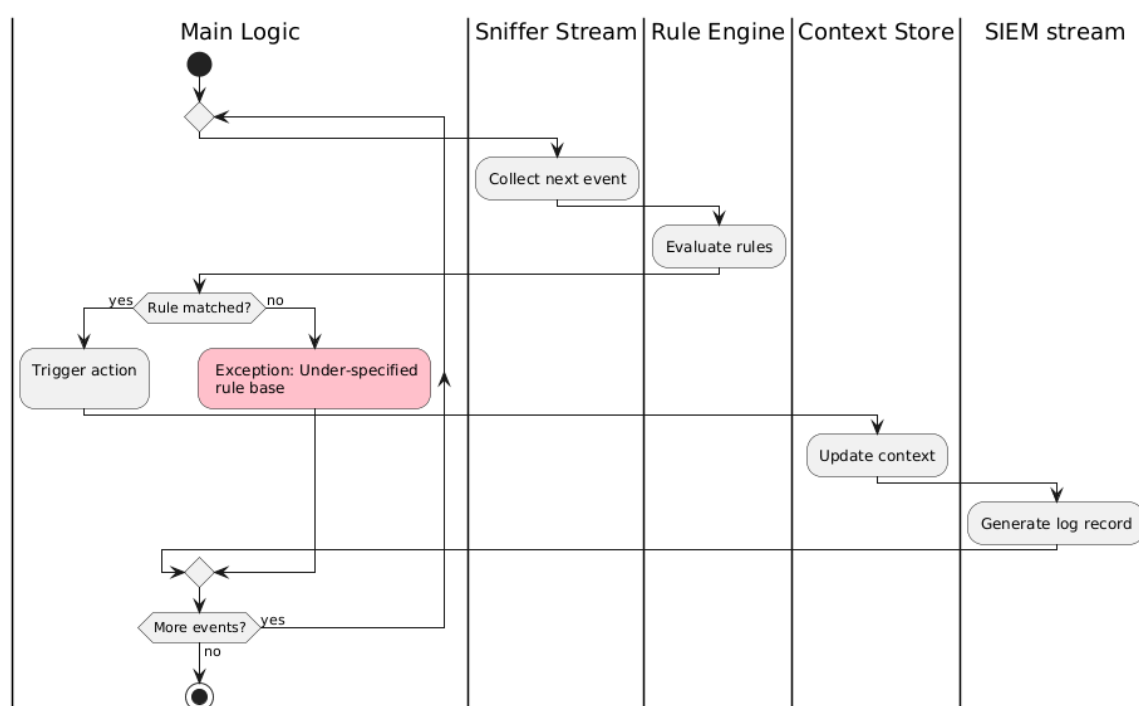 Main Logic
Sniffer Stream
Rule Engine
Context Store
SIEM stream
Collect next event
Evaluate rules
yes
Rule matched?
no
Trigger action
Exception: Under-specified
rule base
Update context
Generate log record
More events?
yes
no